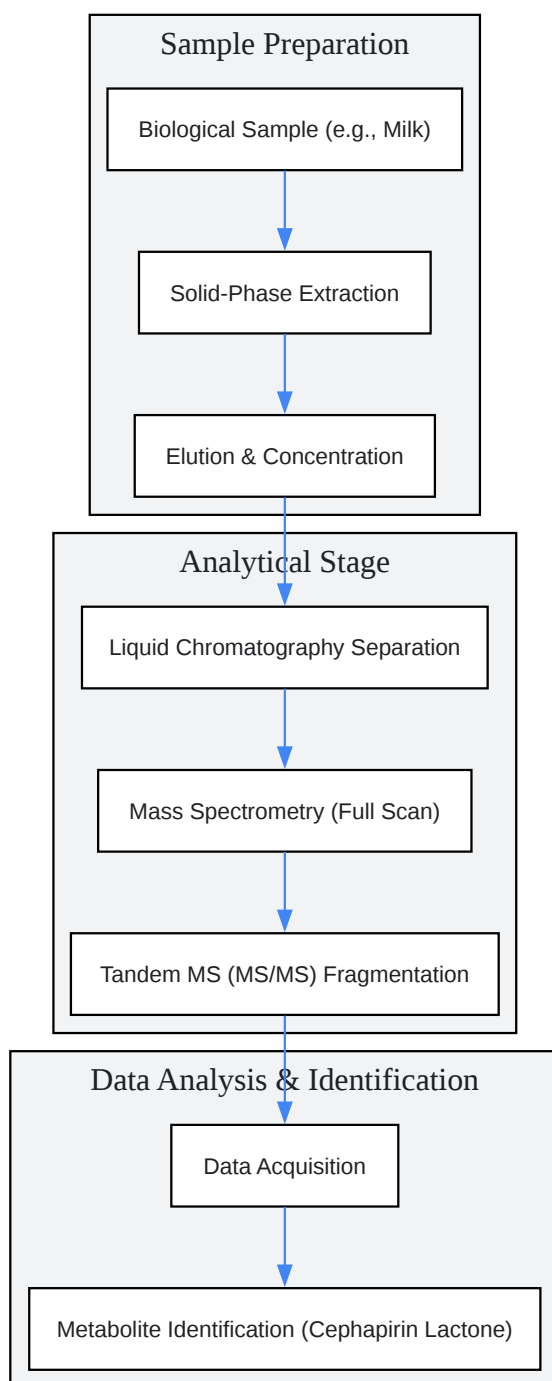 Sample Preparation
Biological Sample (e.g., Milk)
Solid-Phase Extraction
Elution & Concentration
Analytical Stage
Liquid Chromatography Separation
Mass Spectrometry (Full Scan)
Tandem MS (MS/MS) Fragmentation
Data Analysis & Identification
Data Acquisition
Metabolite Identification (Cephapirin Lactone)